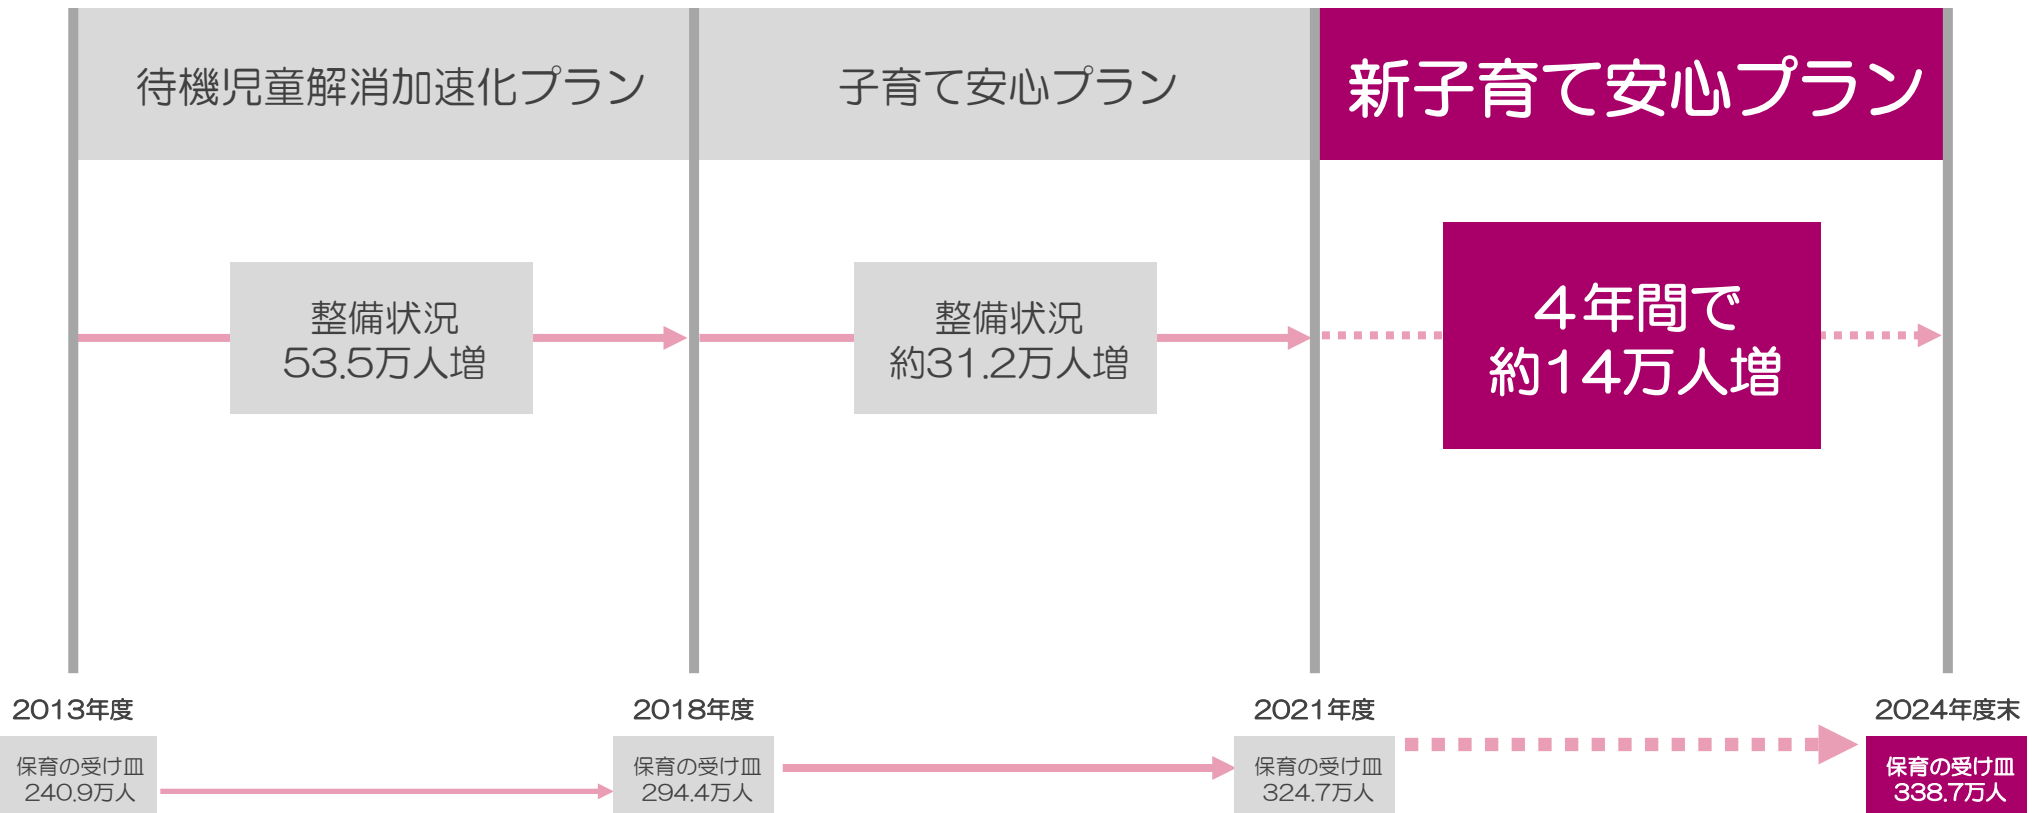 待機児童解消加速化プラン
子育て安心プラン
新子育て安心プラン
整備状況
53.5万人増
整備状況
約31.2万人増
4年間で
約14万人増
2013年度
2018年度
2021年度
2024年度末
保育の受け皿
240.9万人
保育の受け皿
294.4万人
保育の受け皿
324.7万人
保育の受け皿
338.7万人